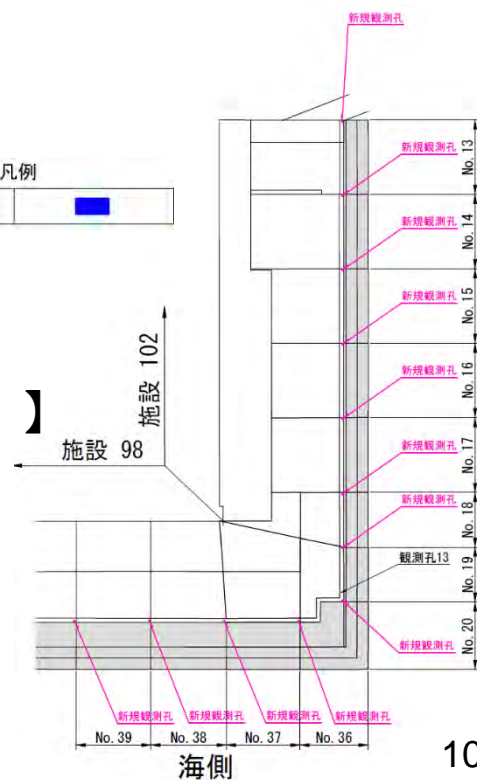 新規観測孔
凡例
新規観測孔
No.13
新規観測孔
No.14
新規観測孔
No.15
新規観測孔
No.16
新規観測孔
No.17
新規観測孔
No.18
観測孔13
No.19
新規観測孔
No.20
施設 102
】
施設 98
新規観測孔
新規観測孔
新規観測孔
新規観測孔
No.39
No.38
No.37
No.36
海側
10